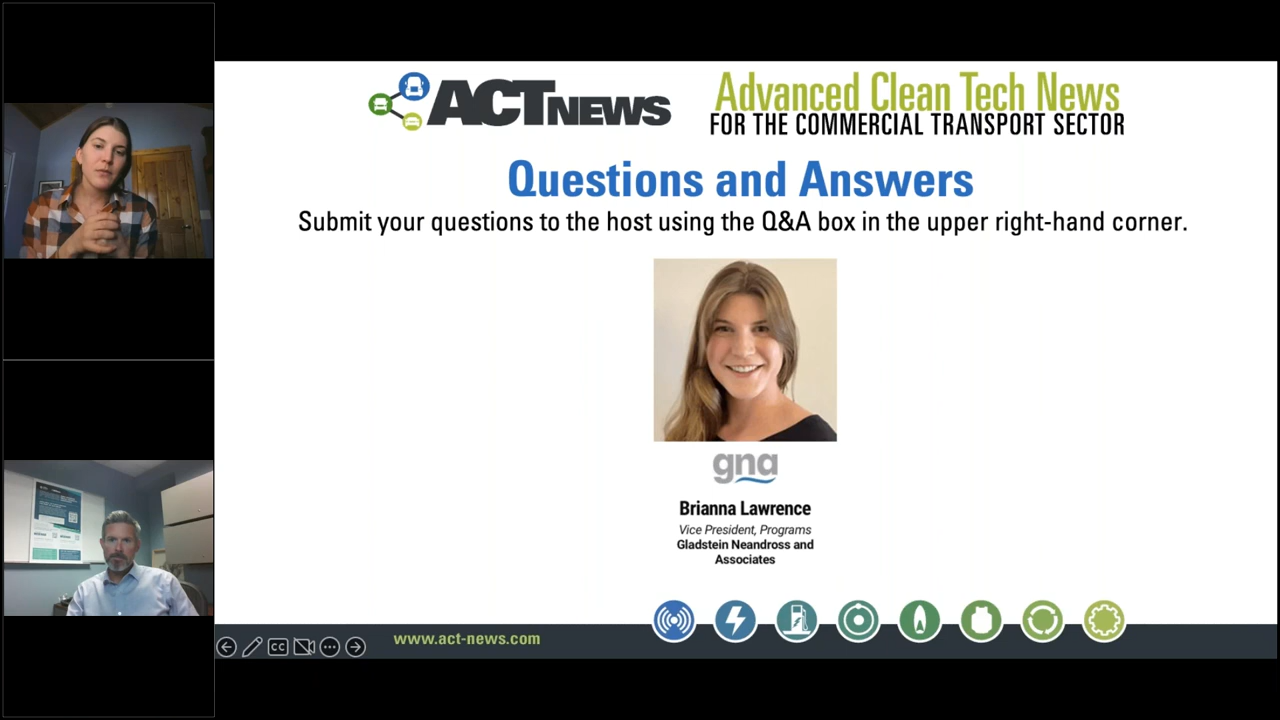 ACT NEWS
Advanced Clean Tech News
FOR THE COMMERCIAL TRANSPORT SECTOR
Questions and Answers
Submit your questions to the host using the Q&A box in the upper right-hand corner.
gna
Brianna Lawrence
Vice President, Programs
Gladstein Neandross and
Associates
CC
www.act-news.com